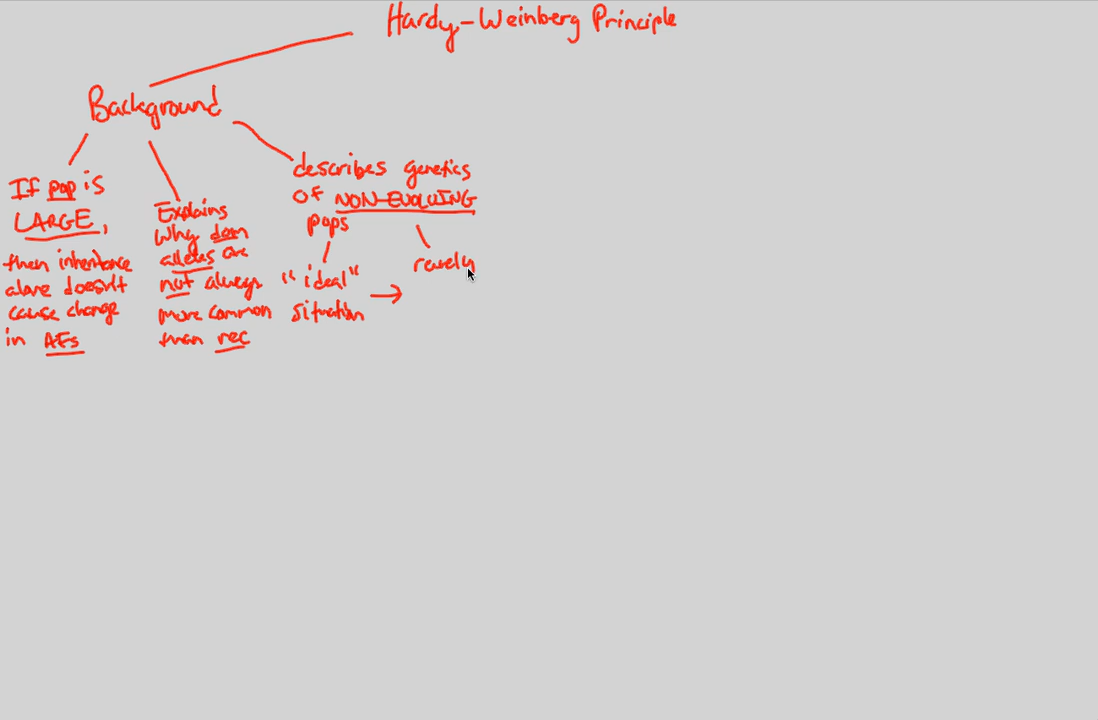 Hardy-Weinberg Principle
Background
If pop is
LARGE,
then inheritance
alone doesn't
cause change
in AFs
Explains
Why dom
alleles are
not always
more common
than rec
describes genetics
of NON-EVOLVING
pops
"ideal"
situation
rarely